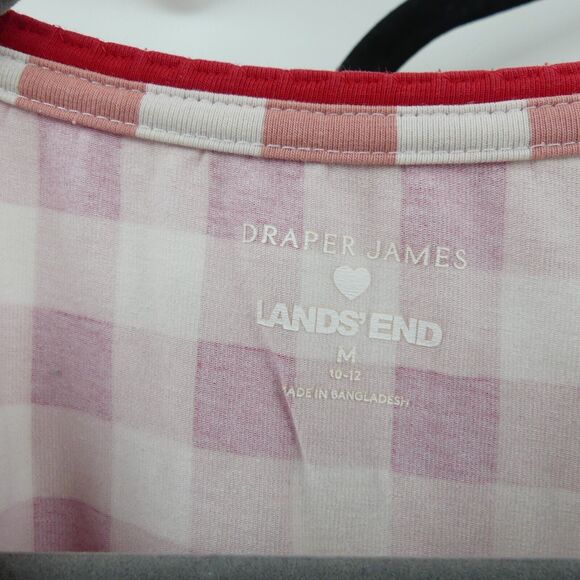 DRAPER JAMES
LANDS' END
M
10-12
MADE IN BANGLADESH